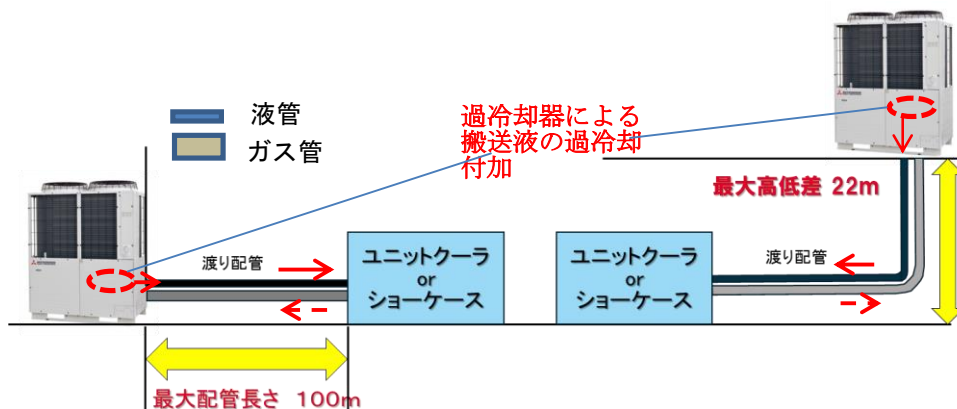 液管
ガス管
過冷却器による
搬送液の過冷却
付加
最大高低差 22m
渡り配管
ユニットクーラ
or
ショーケース
ユニットクーラ
or
ショーケース
渡り配管
最大配管長さ 100m